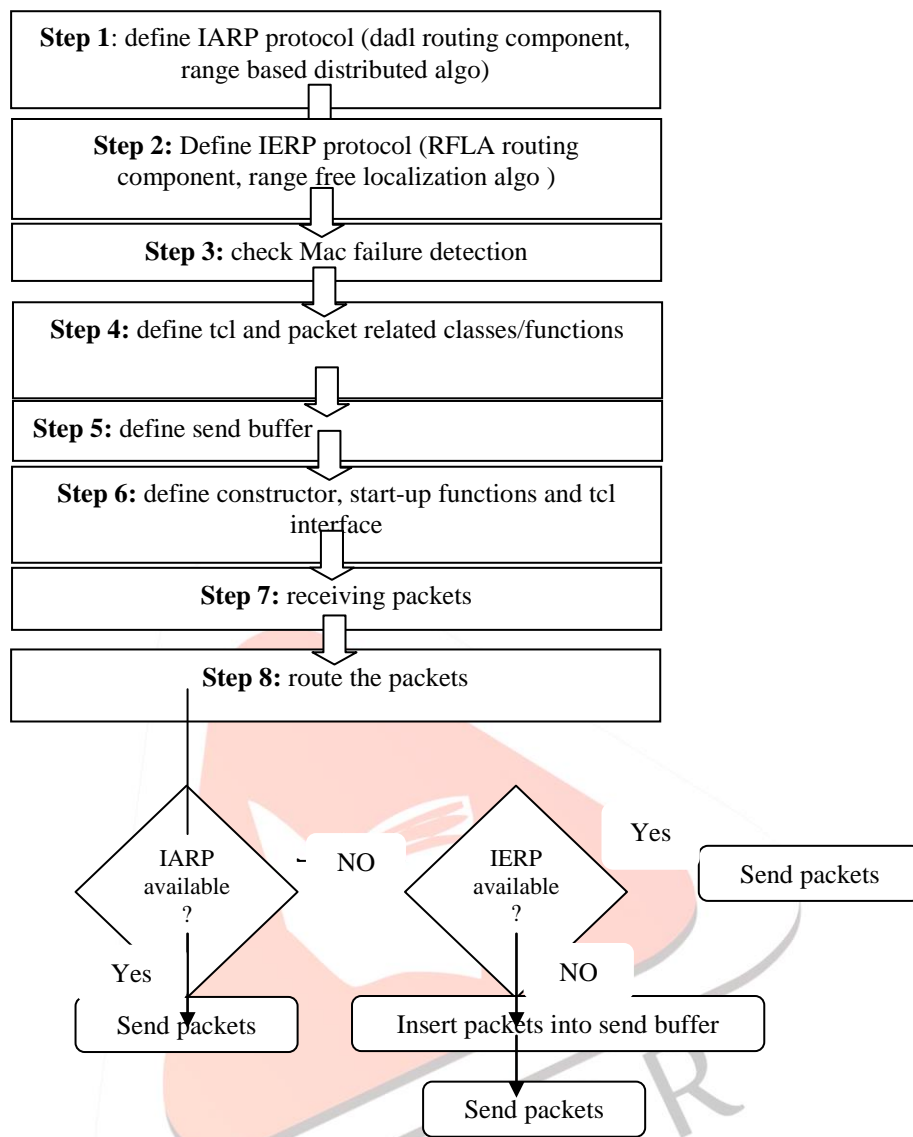 Step 1: define IARP protocol (dadl routing component,
range based distributed algo)
Step 2: Define IERP protocol (RFLA routing
component, range free localization algo )
Step 3: check Mac failure detection
Step 4: define tcl and packet related classes/functions
Step 5: define send buffer
Step 6: define constructor, start-up functions and tcl
interface
Step 7: receiving packets
Step 8: route the packets
IARP
available
?
NO
IERP
available
?
Yes
Send packets
Yes
NO
Send packets
Insert packets into send buffer
Send packets
R